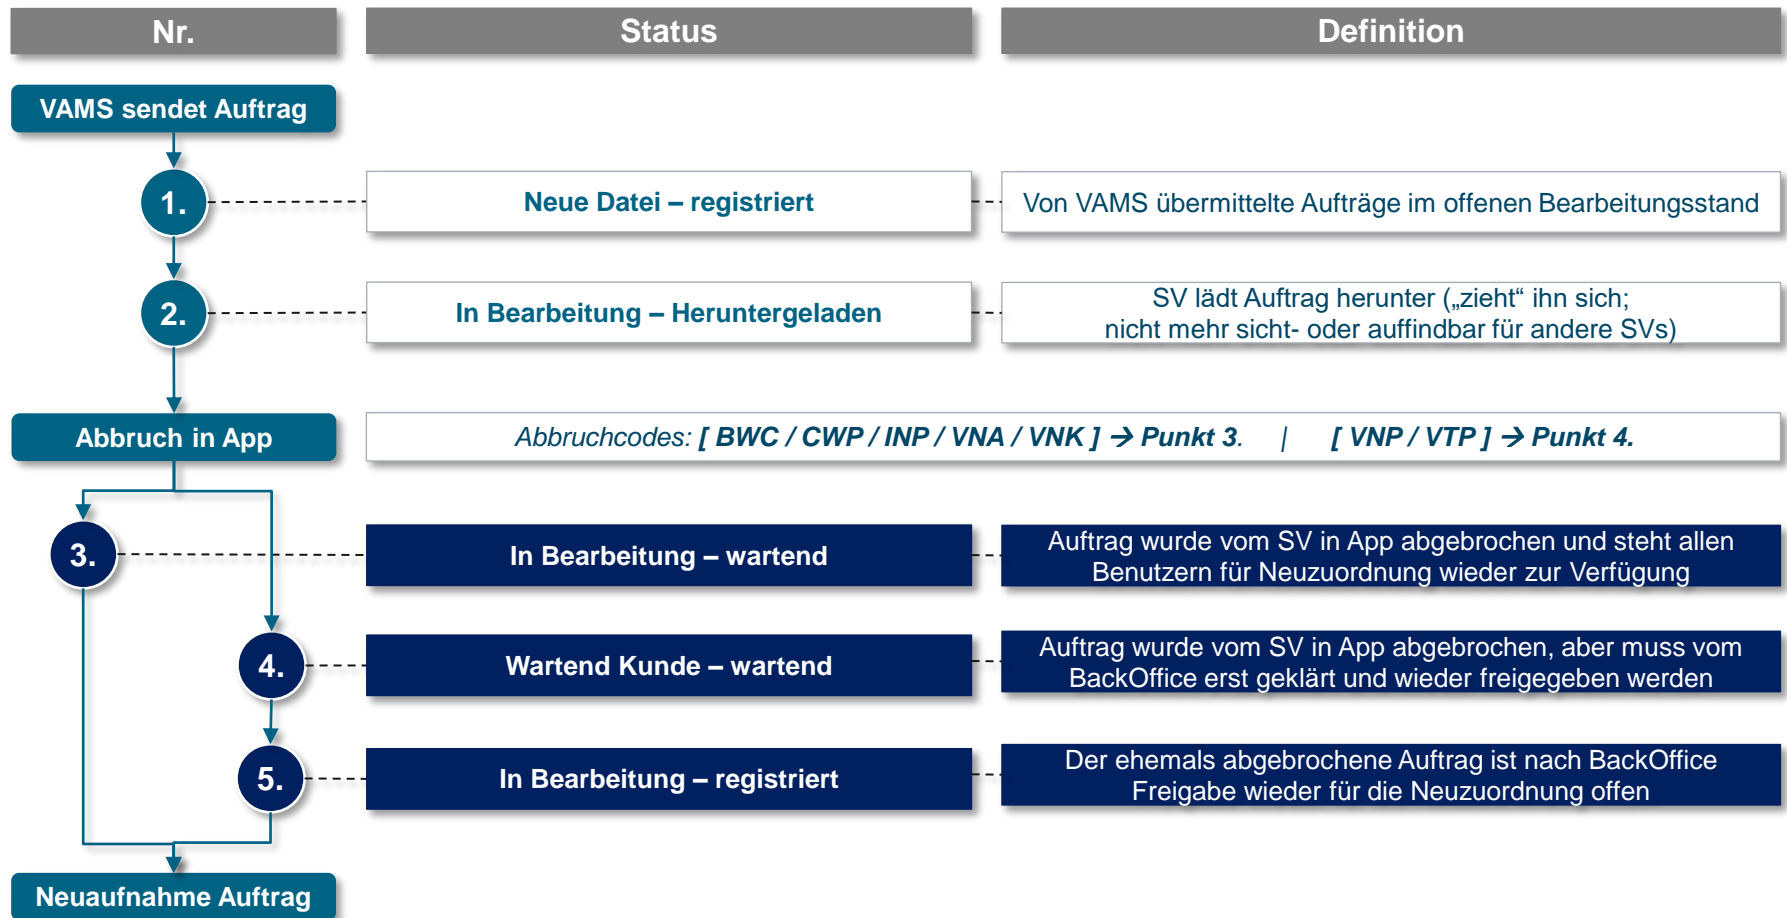 Nr.
Status
Definition
VAMS sendet Auftrag
1.
Neue Datei – registriert
Von VAMS übermittelte Aufträge im offenen Bearbeitungsstand
2.
In Bearbeitung – Heruntergeladen
SV lädt Auftrag herunter („zieht“ ihn sich;
nicht mehr sicht- oder auffindbar für andere SVs)
Abbruch in App
Abbruchcodes: [ BWC / CWP / INP / VNA / VNK ] → Punkt 3. | [ VNP / VTP ] → Punkt 4.
3.
In Bearbeitung – wartend
Auftrag wurde vom SV in App abgebrochen und steht allen
Benutzern für Neuzuordnung wieder zur Verfügung
4.
Wartend Kunde – wartend
Auftrag wurde vom SV in App abgebrochen, aber muss vom
BackOffice erst geklärt und wieder freigegeben werden
5.
In Bearbeitung – registriert
Der ehemals abgebrochene Auftrag ist nach BackOffice
Freigabe wieder für die Neuzuordnung offen
Neuaufnahme Auftrag